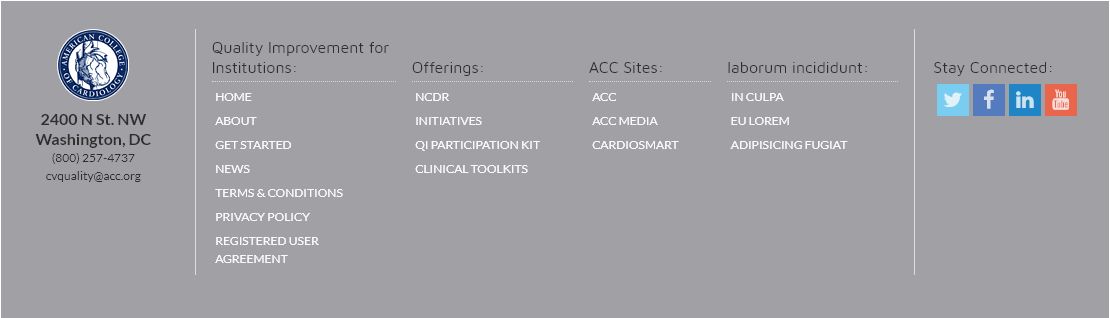 AMERICAN COLLEGE OF CARDIOLOGY
2400 N St. NW
Washington, DC
(800) 257-4737
cvquality@acc.org
Quality Improvement for
Institutions:
HOME
ABOUT
GET STARTED
NEWS
TERMS & CONDITIONS
PRIVACY POLICY
REGISTERED USER
AGREEMENT
Offerings:
NCDR
INITIATIVES
QI PARTICIPATION KIT
CLINICAL TOOLKITS
ACC Sites:
ACC
ACC MEDIA
CARDIOSMART
laborum incididunt:
IN CULPA
EU LOREM
ADIPISICING FUGIAT
Stay Connected:
f
in
You
Tube